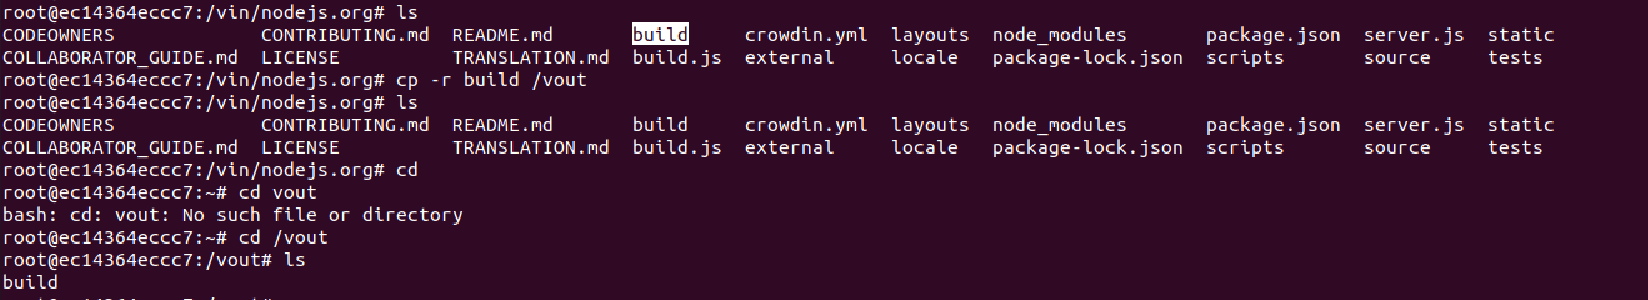 root@ec14364eccc7:/vin/nodejs.org# ls
CODEOWNERS             CONTRIBUTING.md  README.md       build     crowdin.yml  layouts  node_modules       package.json  server.js  static
COLLABORATOR_GUIDE.md  LICENSE          TRANSLATION.md  build.js  external     locale   package-lock.json  scripts       source     tests
root@ec14364eccc7:/vin/nodejs.org# cp -r build /vout
root@ec14364eccc7:/vin/nodejs.org# ls
CODEOWNERS             CONTRIBUTING.md  README.md       build     crowdin.yml  layouts  node_modules       package.json  server.js  static
COLLABORATOR_GUIDE.md  LICENSE          TRANSLATION.md  build.js  external     locale   package-lock.json  scripts       source     tests
root@ec14364eccc7:/vin/nodejs.org# cd
root@ec14364eccc7:~# cd vout
bash: cd: vout: No such file or directory
root@ec14364eccc7:~# cd /vout
root@ec14364eccc7:/vout# ls
build